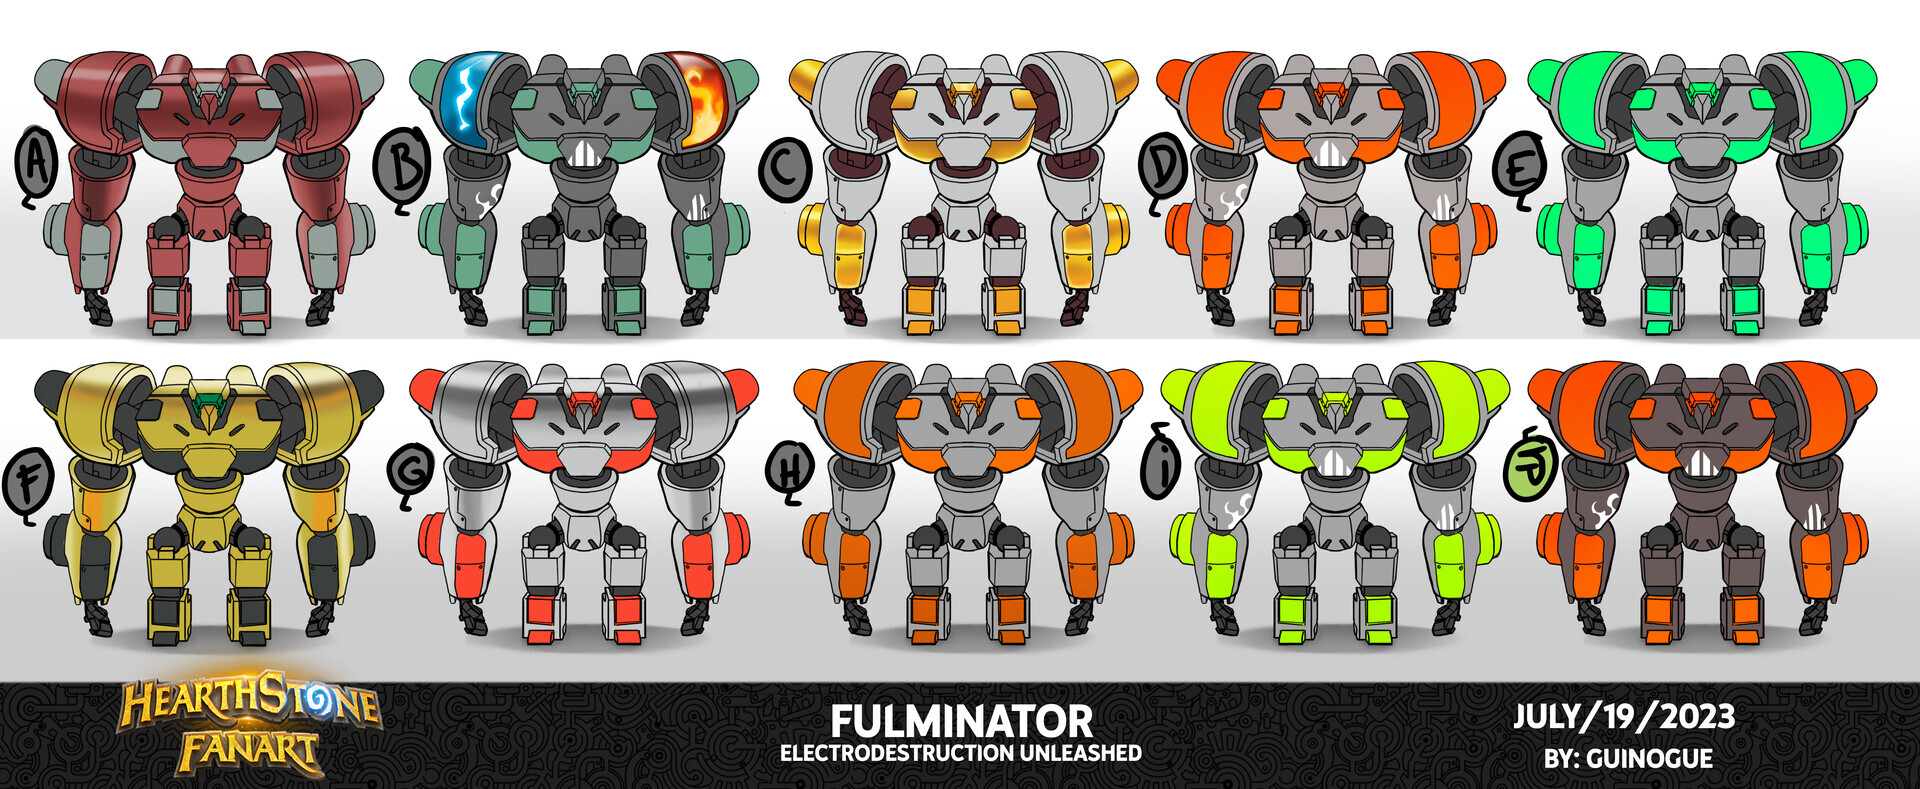 A
B
C
D
E
F
G
H
i
J
HEARTHSTONE
FANART
FULMINATOR
ELECTRODESTRUCTION UNLEASHED
JULY/19/2023
BY: GUINOGUE